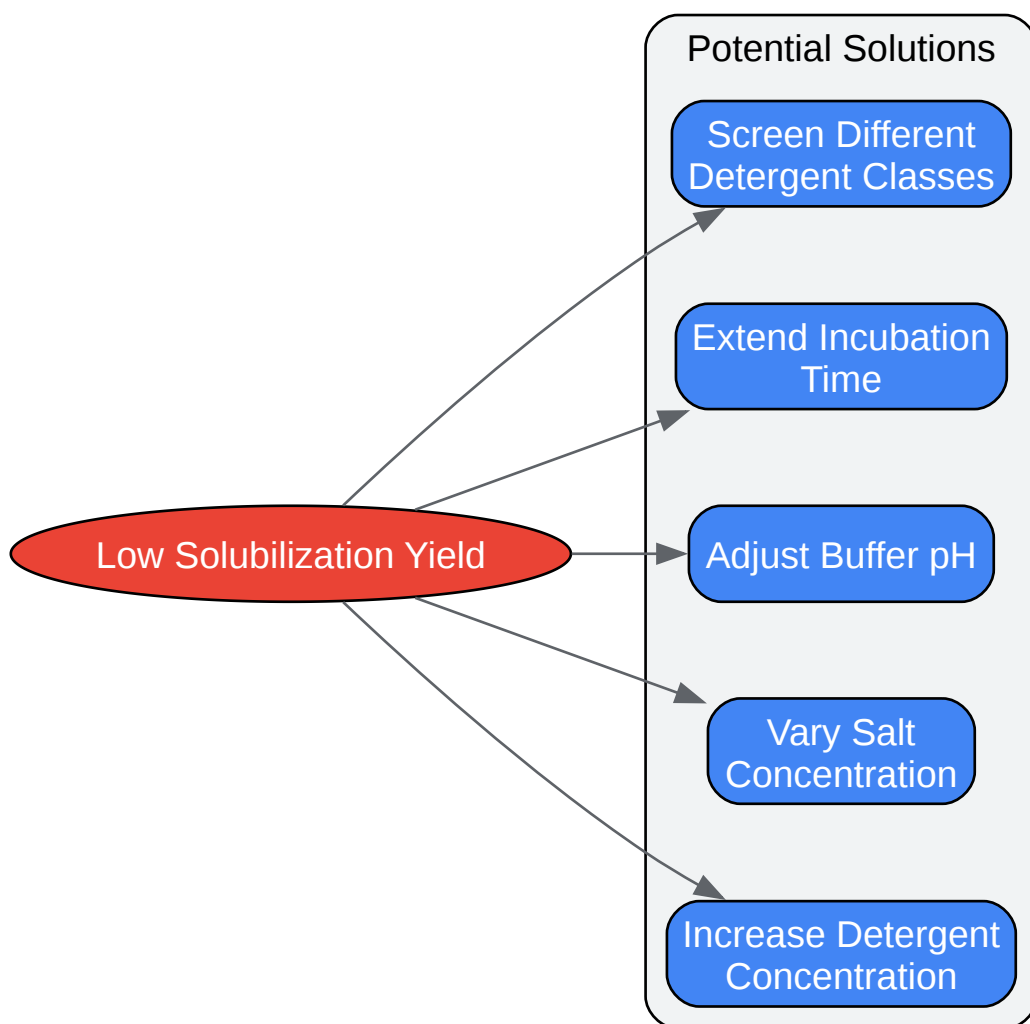 Potential Solutions
Screen Different
Detergent Classes
Extend Incubation
Time
Low Solubilization Yield
Adjust Buffer pH
Vary Salt
Concentration
Increase Detergent
Concentration